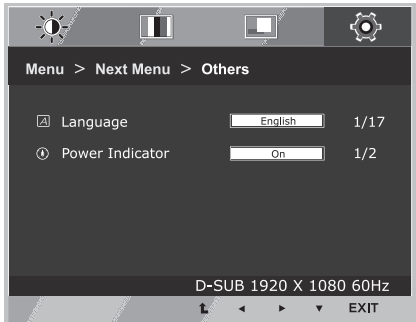 Menu > Next Menu > Others
A Language English 1/17
Power Indicator On 1/2
D-SUB 1920 X 1080 60Hz
EXIT